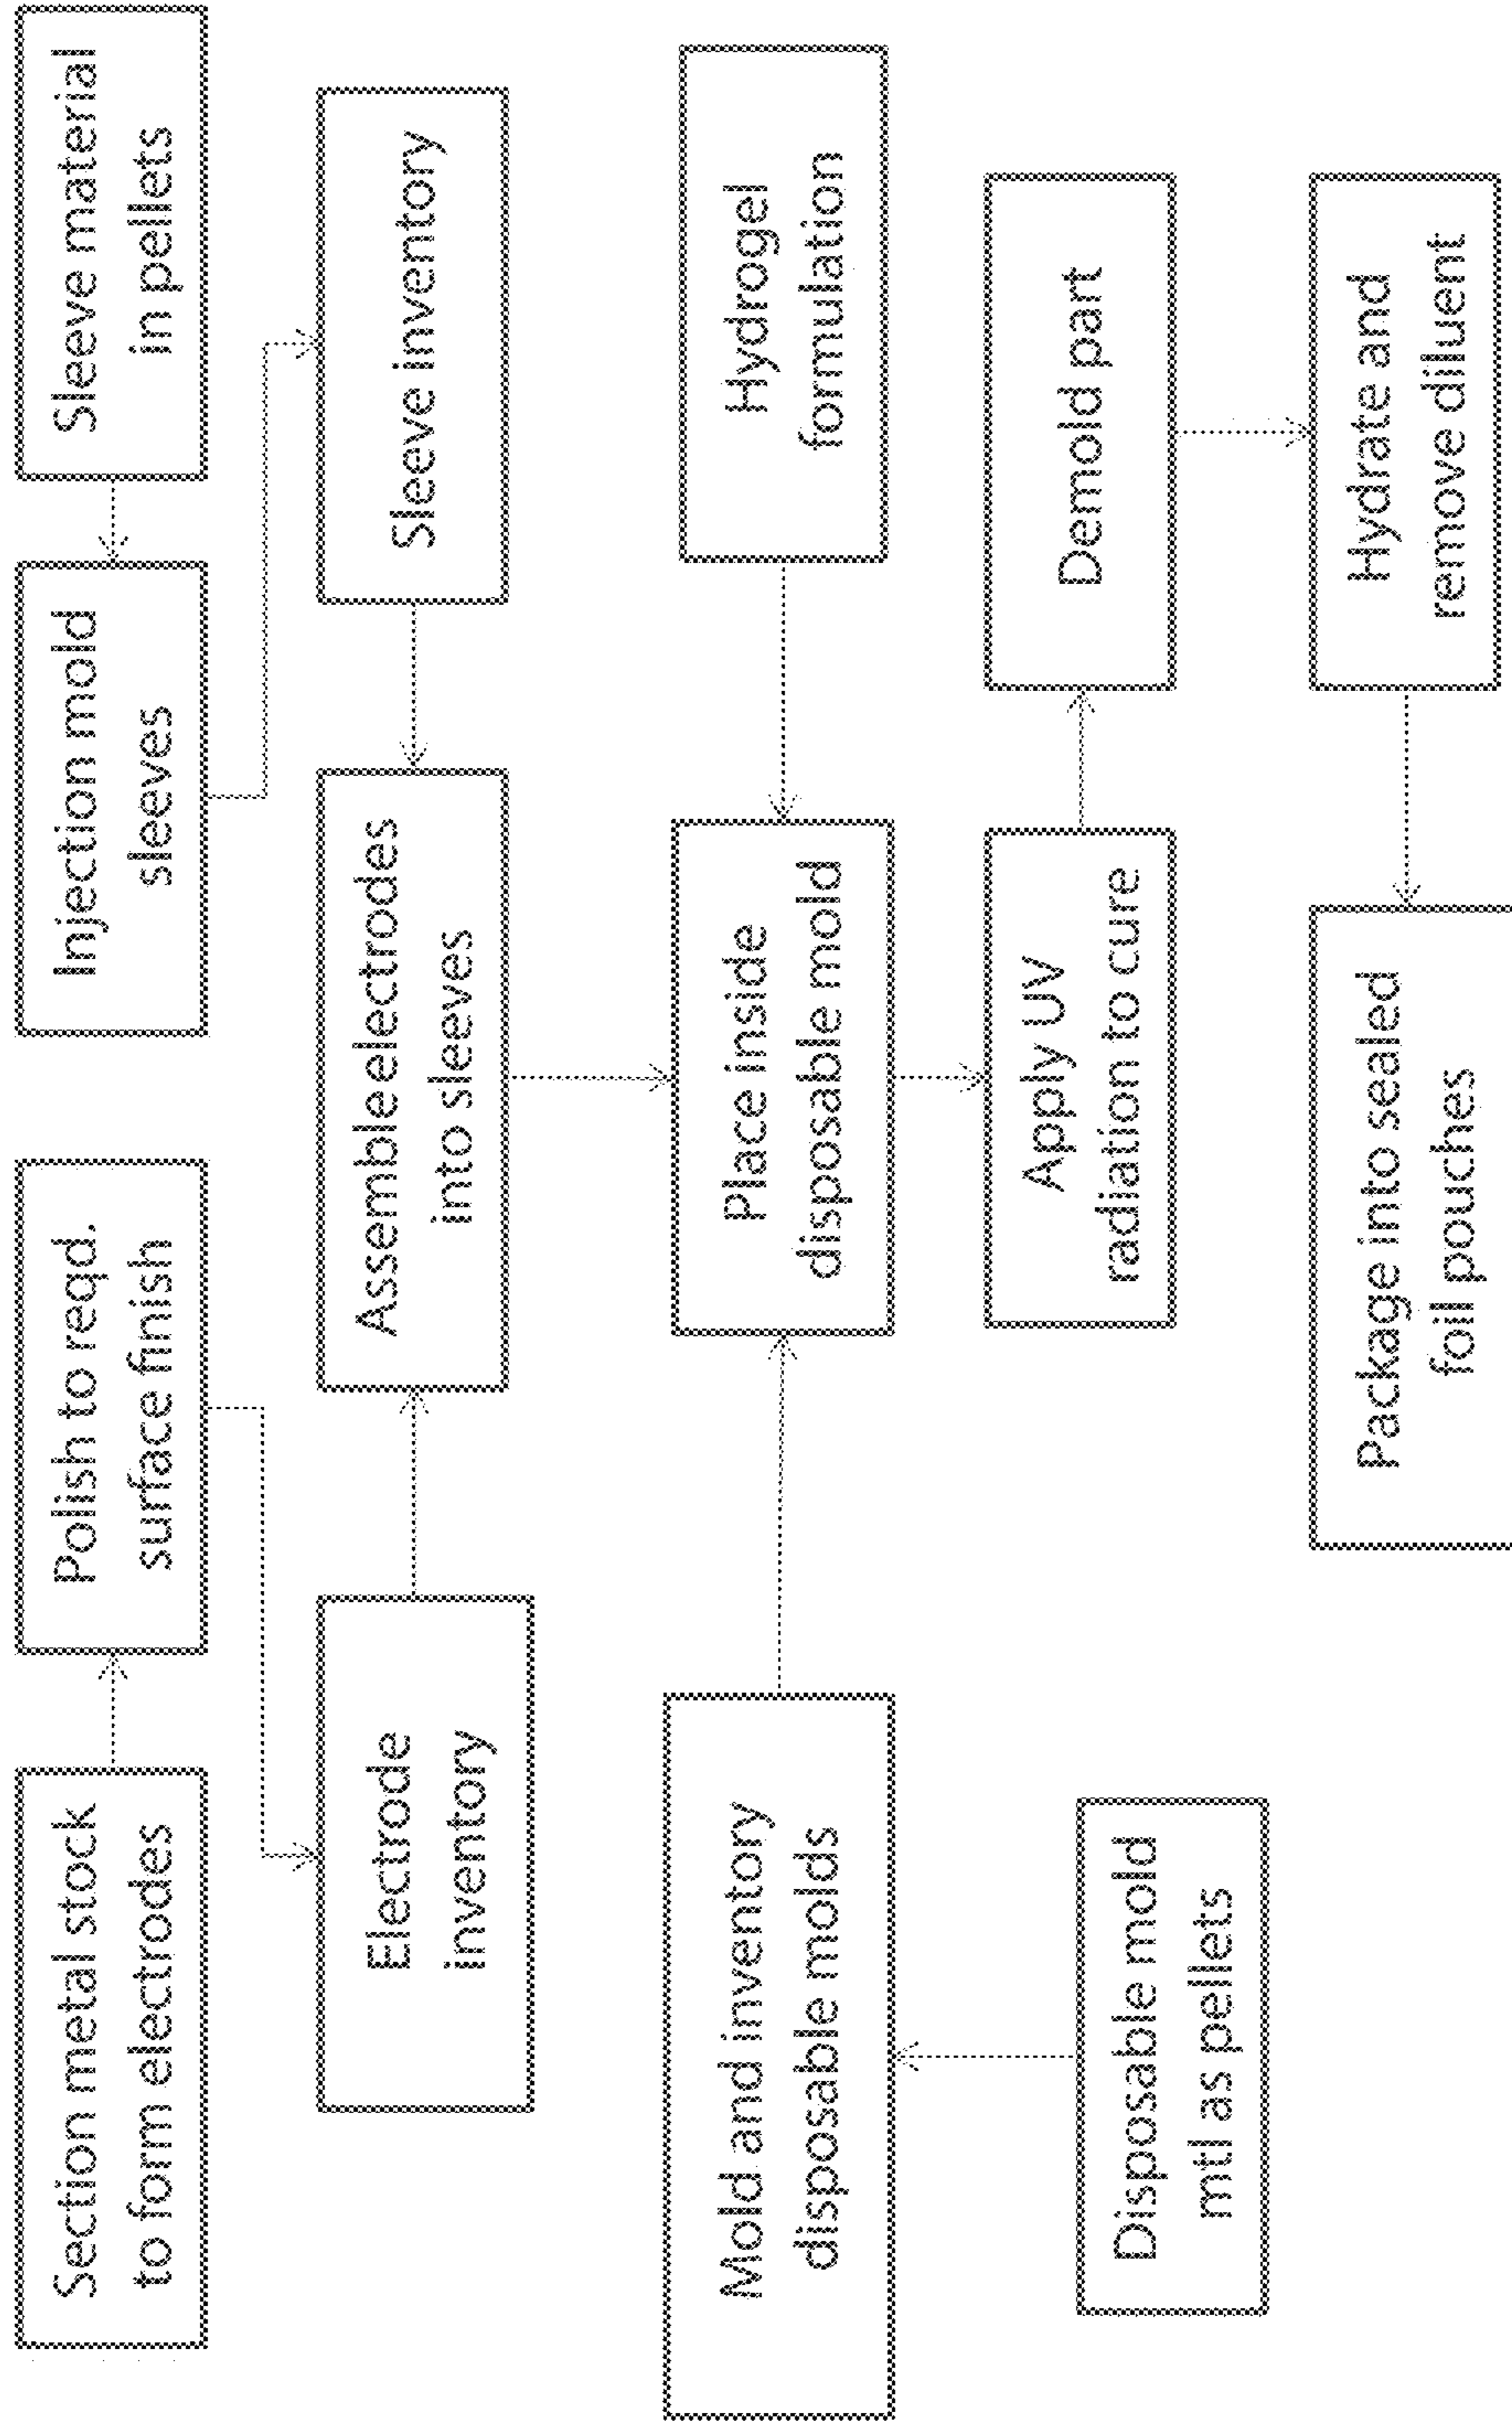 Section metal stock
to form electrodes
Polish to reqd.
surface finish
Injection mold
sleeves
Sleeve material
in pellets
Electrode
inventory
Assemble electrodes
into sleeves
Sleeve inventory
Mold and inventory
disposable molds
Place inside
disposable mold
Hydrogel
formulation
Disposable mold
mtl as pellets
Apply UV
radiation to cure
Demold part
Package into sealed
foil pouches
Hydrate and
remove diluent